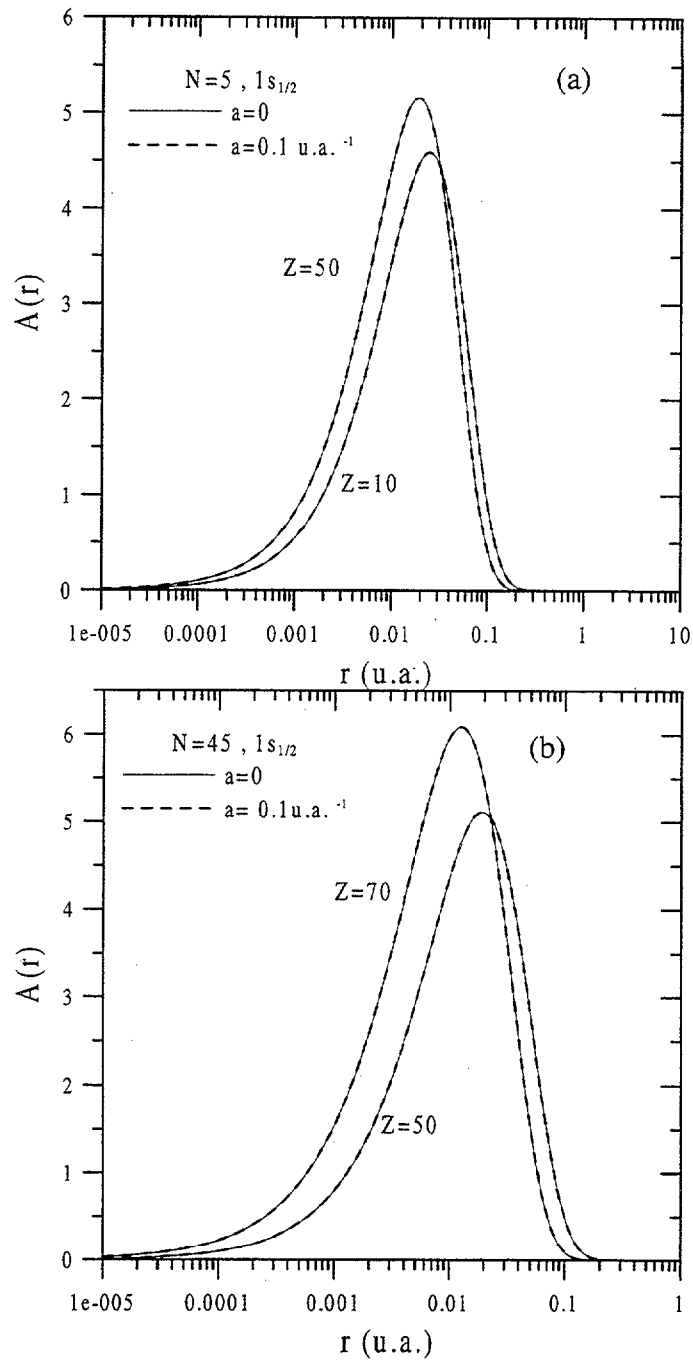 6
5
4
3
2
1
0
A(r)
N=5 , 1s1/2
a=0
a=0.1 u.a. -1
(a)
Z=50
Z=10
1e-005 0.0001 0.001 0.01 0.1 1 10
r (u.a.)
6
5
4
3
2
1
0
A(r)
N=45 , 1s1/2
a=0
a= 0.1u.a. -1
(b)
Z=70
Z=50
1e-005 0.0001 0.001 0.01 0.1 1
r (u.a.)